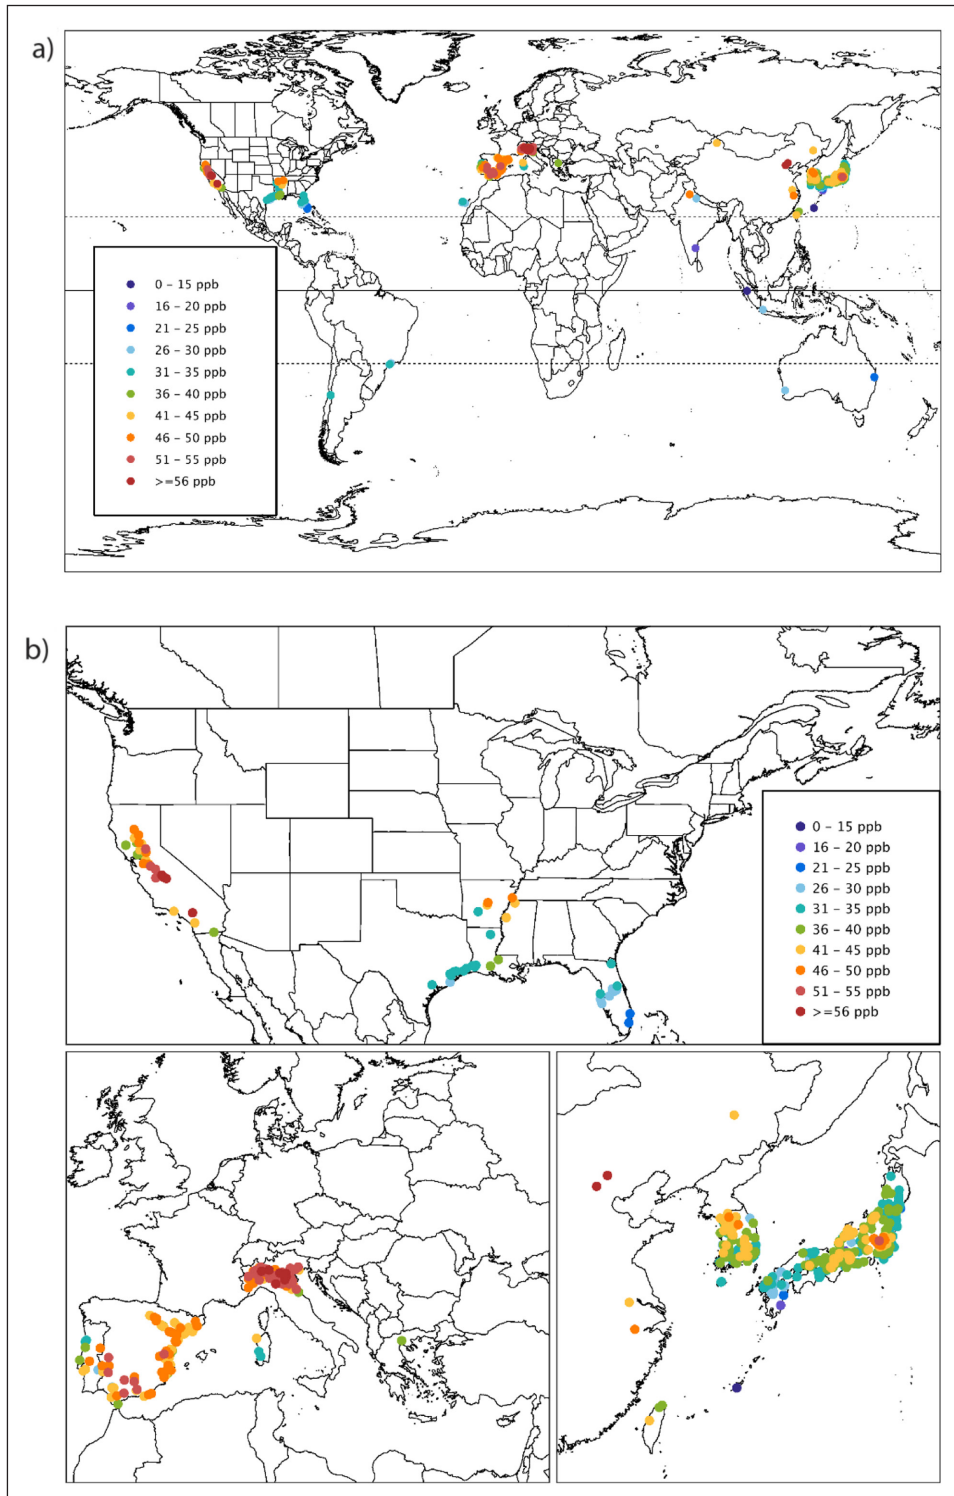 a)
0 – 15 ppb
16 – 20 ppb
21 – 25 ppb
26 – 30 ppb
31 – 35 ppb
36 – 40 ppb
41 – 45 ppb
46 – 50 ppb
51 – 55 ppb
>=56 ppb
b)
0 – 15 ppb
16 – 20 ppb
21 – 25 ppb
26 – 30 ppb
31 – 35 ppb
36 – 40 ppb
41 – 45 ppb
46 – 50 ppb
51 – 55 ppb
>=56 ppb